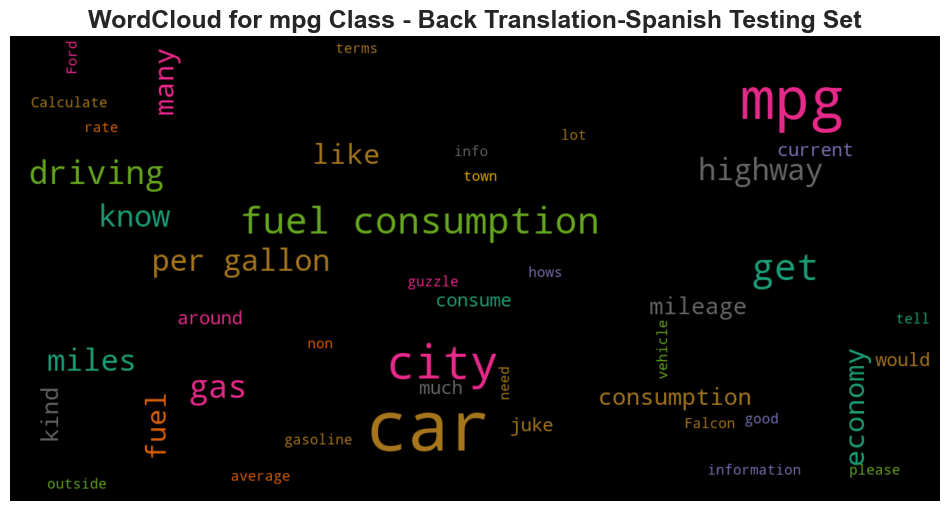 WordCloud for mpg Class - Back Translation-Spanish Testing Set
Ford
many
terms
Calculate
rate
mpg
lot
like
info
current
driving
town
highway
know
fuel consumption
per gallon
get
guzzle
hows
consume
mileage
around
tell
non
vehicle
miles
city
would
gas
much
need
kind
fuel
consumption
economy
car
juke
Falcon
good
gasoline
average
information
please
outside